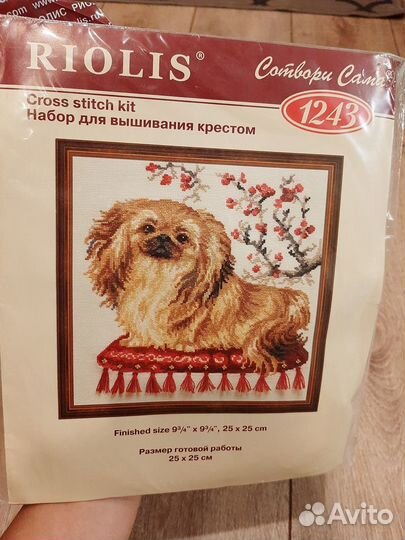 RIOLIS®
Сотвори Сама
Cross stitch kit
Набор для вышивания крестом
1243
Finished size 9¾" x 9¾", 25 x 25 cm
Размер готовой работы
25 x 25 см
Avito